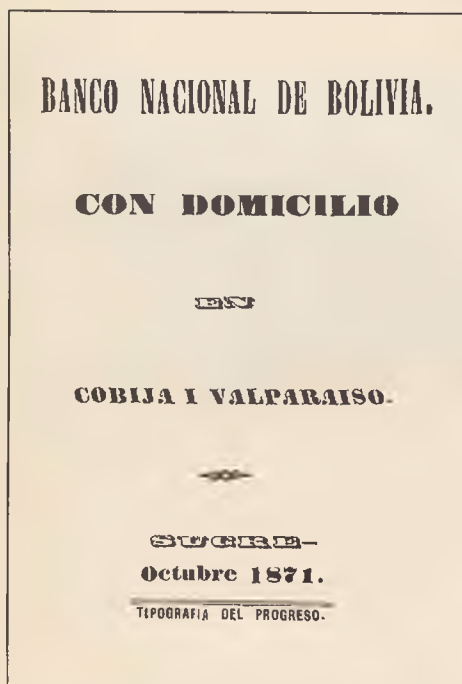 BANCO NACIONAL DE BOLIVIA.
CON DOMICILIO
EN
COBIJA I VALPARAISO.
SUCRE—
Octubre 1871.
TIPOGRAFIA DEL PROGRESO.